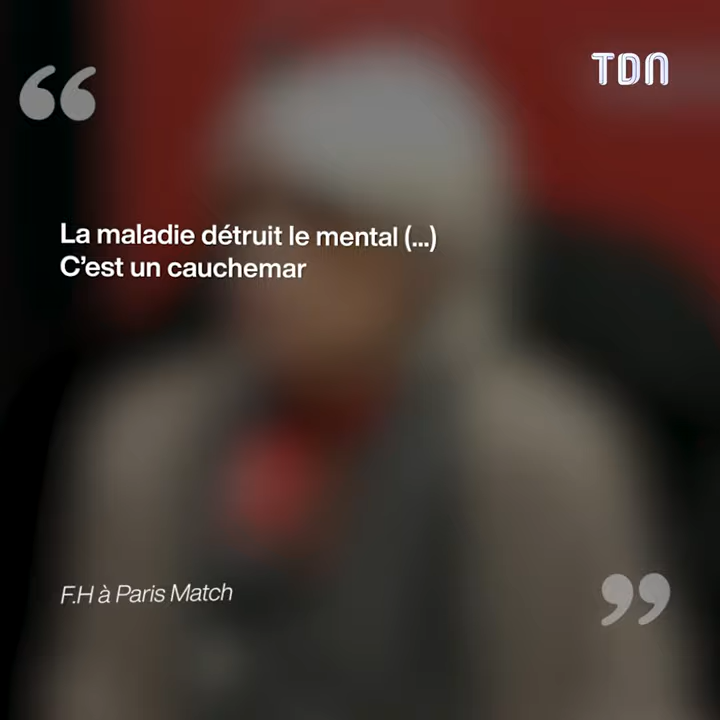 TDN
“
La maladie détruit le mental (...)
C’est un cauchemar
F.H à Paris Match
”